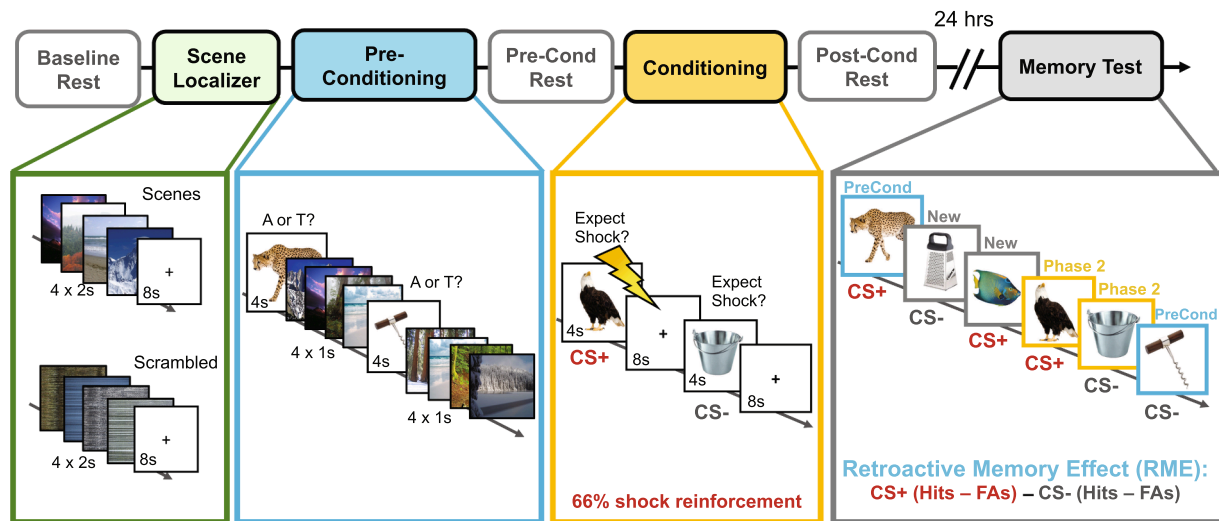 24 hrs
Baseline
Rest
Scene
Localizer
Pre-
Conditioning
Pre-Cond
Rest
Conditioning
Post-Cond
Rest
Memory Test
Scenes
+
8s
4 x 2s
Scrambled
+
8s
4 x 2s
A or T?
4s
A or T?
4 x 1s
4s
4 x 1s
Expect
Shock?
4s
CS+
+
8s
Expect
Shock?
4s
CS-
+
8s
66% shock reinforcement
PreCond
CS+
New
CS-
New
CS+
Phase 2
CS+
Phase 2
CS-
PreCond
CS-
Retroactive Memory Effect (RME):
CS+ (Hits – FAs) – CS- (Hits – FAs)